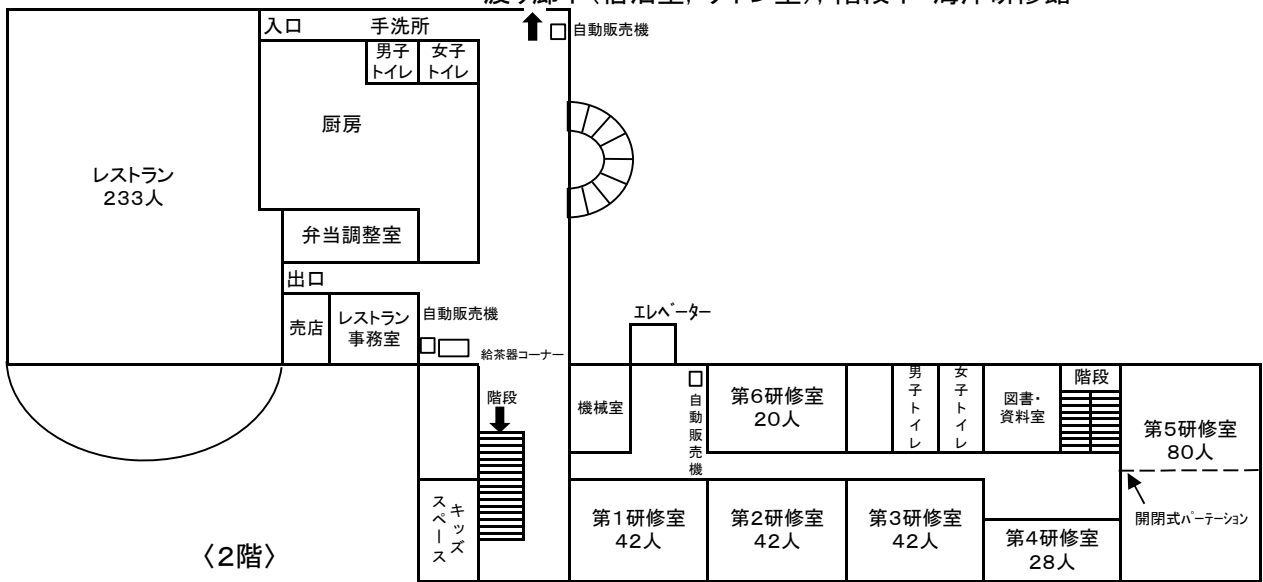 入口
手洗所
自動販売機
男子
トイレ
女子
トイレ
厨房
レストラン
233人
弁当調整室
出口
売店
レストラン
事務室
自動販売機
給茶器コーナー
エレベーター
階段
機械室
自動販売機
第6研修室
20人
男子トイレ
女子トイレ
図書・
資料室
階段
第5研修室
80人
開閉式パーテーション
キッズ
スペース
第1研修室
42人
第2研修室
42人
第3研修室
42人
第4研修室
28人
〈2階〉